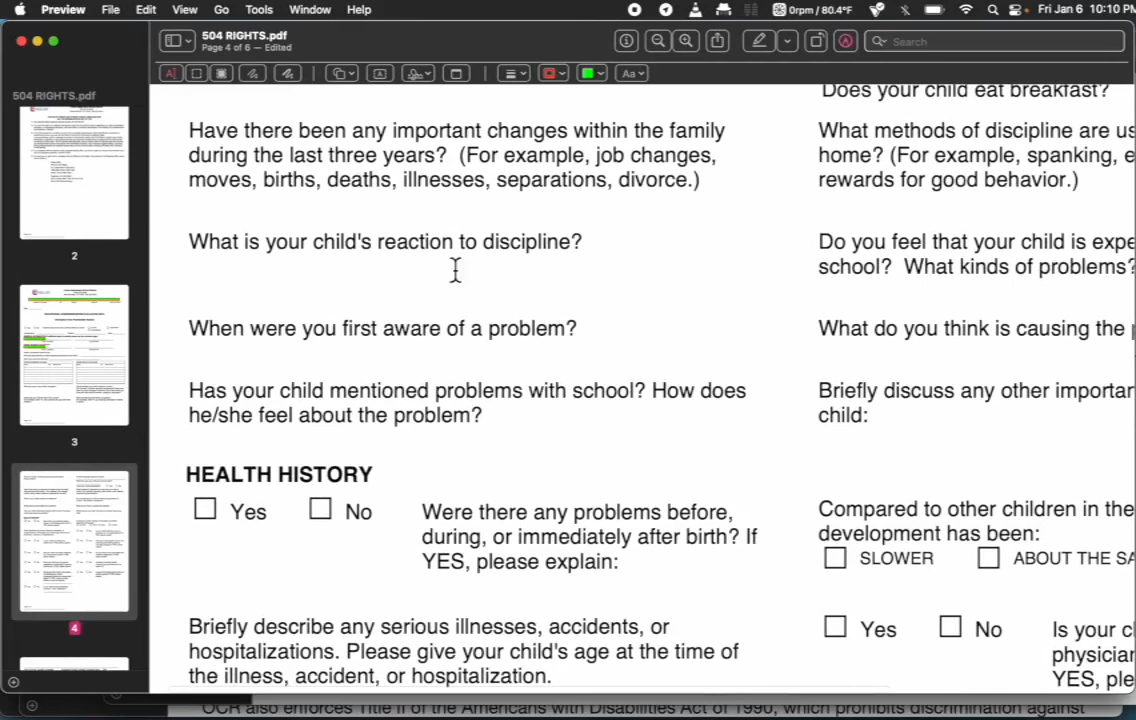 Preview File Edit View Go Tools Window Help
0rpm / 80.4°F
Fri Jan 6 10:10 PM
504 RIGHTS.pdf
Page 4 of 6 — Edited
Search
504 RIGHTS.pdf
Aa
2
3
4
Does your child eat breakfast?
Have there been any important changes within the family
during the last three years? (For example, job changes,
moves, births, deaths, illnesses, separations, divorce.)
What methods of discipline are us
home? (For example, spanking, e
rewards for good behavior.)
What is your child's reaction to discipline?
Do you feel that your child is expe
school? What kinds of problems?
When were you first aware of a problem?
What do you think is causing the
Has your child mentioned problems with school? How does
he/she feel about the problem?
Briefly discuss any other importar
child:
HEALTH HISTORY
Yes No
Were there any problems before,
during, or immediately after birth? If
YES, please explain:
Compared to other children in the
development has been:
SLOWER ABOUT THE SA
Briefly describe any serious illnesses, accidents, or
hospitalizations. Please give your child's age at the time of
the illness, accident, or hospitalization.
Yes No
Is your c
physiciar
YES, ple
OCR also enforces Title II of the Americans with Disabilities Act of 1990, which prohibits discrimination against